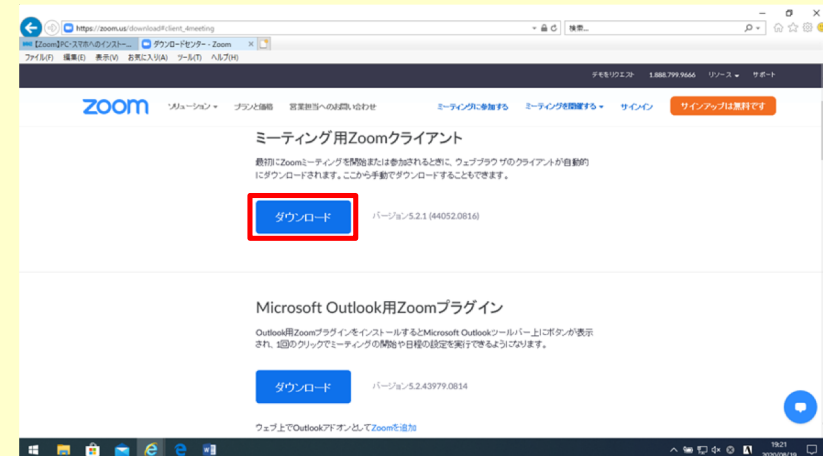 https://zoom.us/download#client_4meeting
検索...
【Zoom】PC・スマホへのインストー...
ダウンロードセンター - Zoom
ファイル(F) 編集(E) 表示(V) お気に入り(A) ツール(T) ヘルプ(H)
デモをリクエスト 1.888.799.9666 リソース サポート
zoom ソリューション プランと価格 営業担当へのお問い合わせ ミーティングに参加する ミーティングを開催する サインイン サインアップは無料です
ミーティング用Zoomクライアント
最初にZoomミーティングを開始または参加されるときに、ウェブブラウザのクライアントが自動的
にダウンロードされます。ここから手動でダウンロードすることもできます。
ダウンロード バージョン5.2.1 (44052.0816)
Microsoft Outlook用Zoomプラグイン
Outlook用ZoomプラグインをインストールするとMicrosoft Outlookツールバー上にボタンが表示
され、1回のクリックでミーティングの開始や日程の設定を実行できるようになります。
ダウンロード バージョン5.2.43979.0814
ウェブ上でOutlookアドオンとしてZoomを追加
19:21